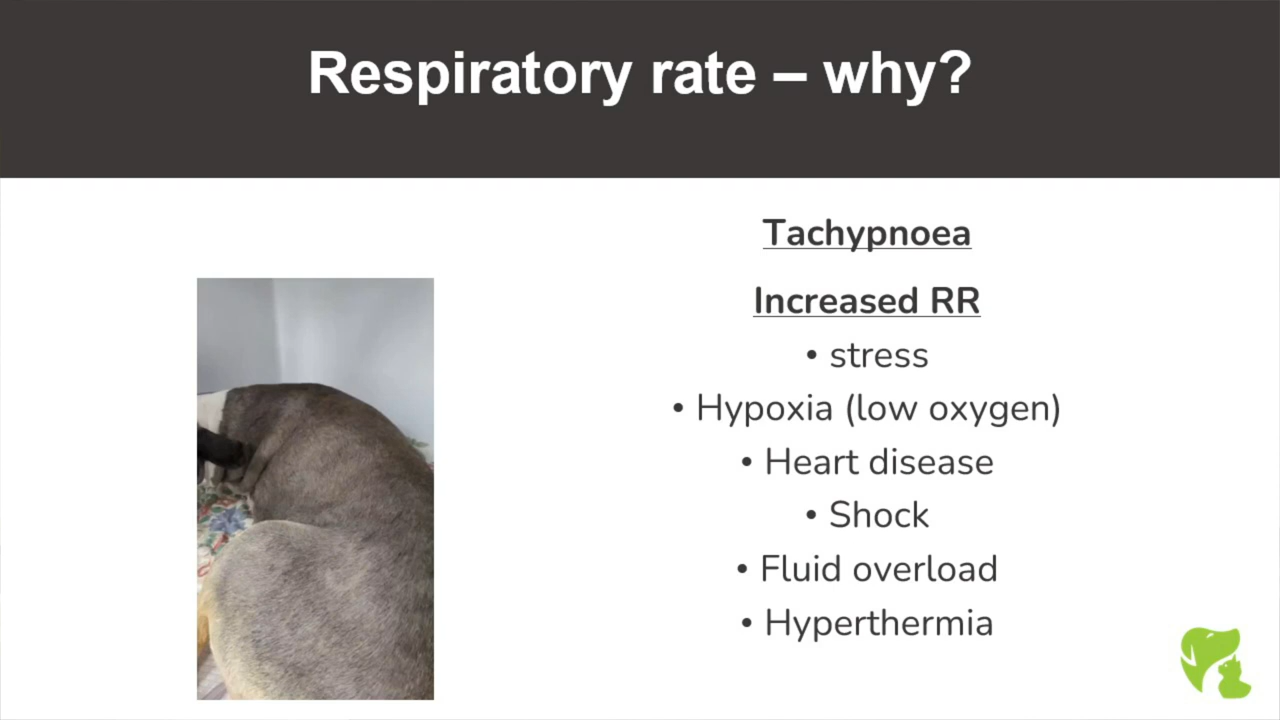 Respiratory rate – why?
Tachypnoea
Increased RR
• stress
• Hypoxia (low oxygen)
• Heart disease
• Shock
• Fluid overload
• Hyperthermia